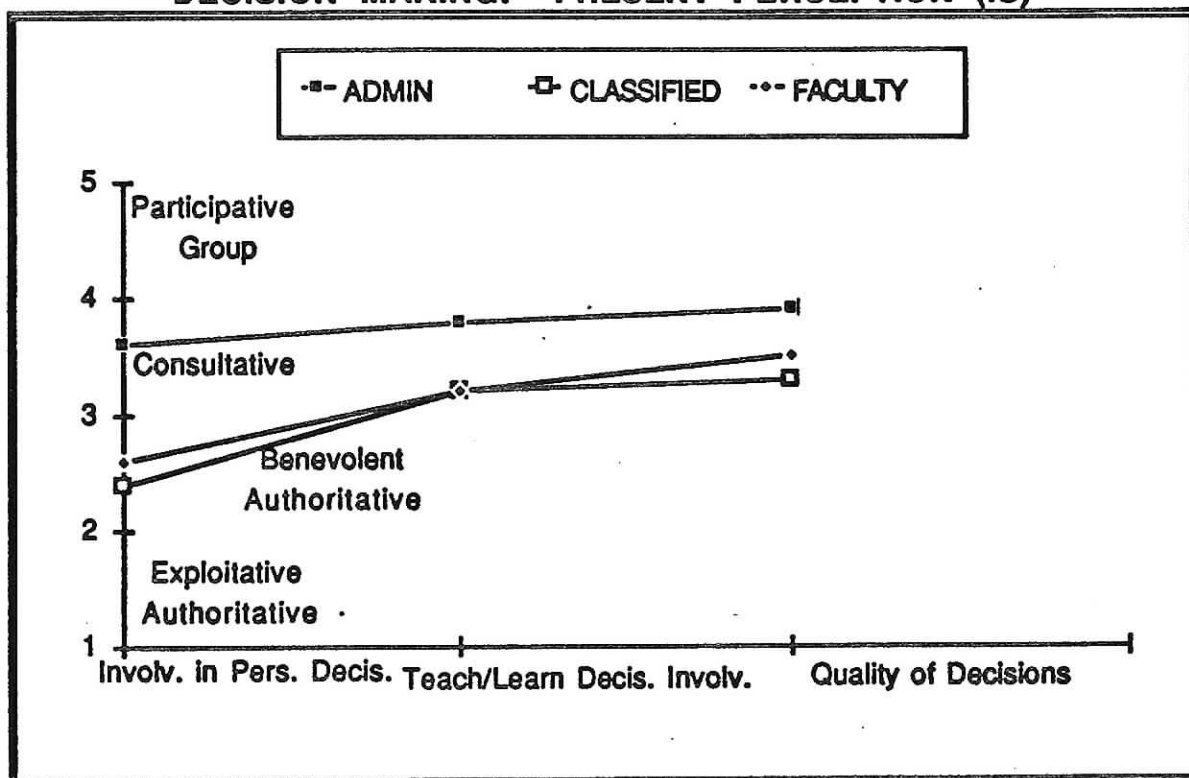 ADMIN CLASSIFIED FACULTY
5
Participative
Group
4
Consultative
3
Benevolent
Authoritative
2
Exploitative
Authoritative
1
Involv. in Pers. Decis. Teach/Learn Decis. Involv. Quality of Decisions